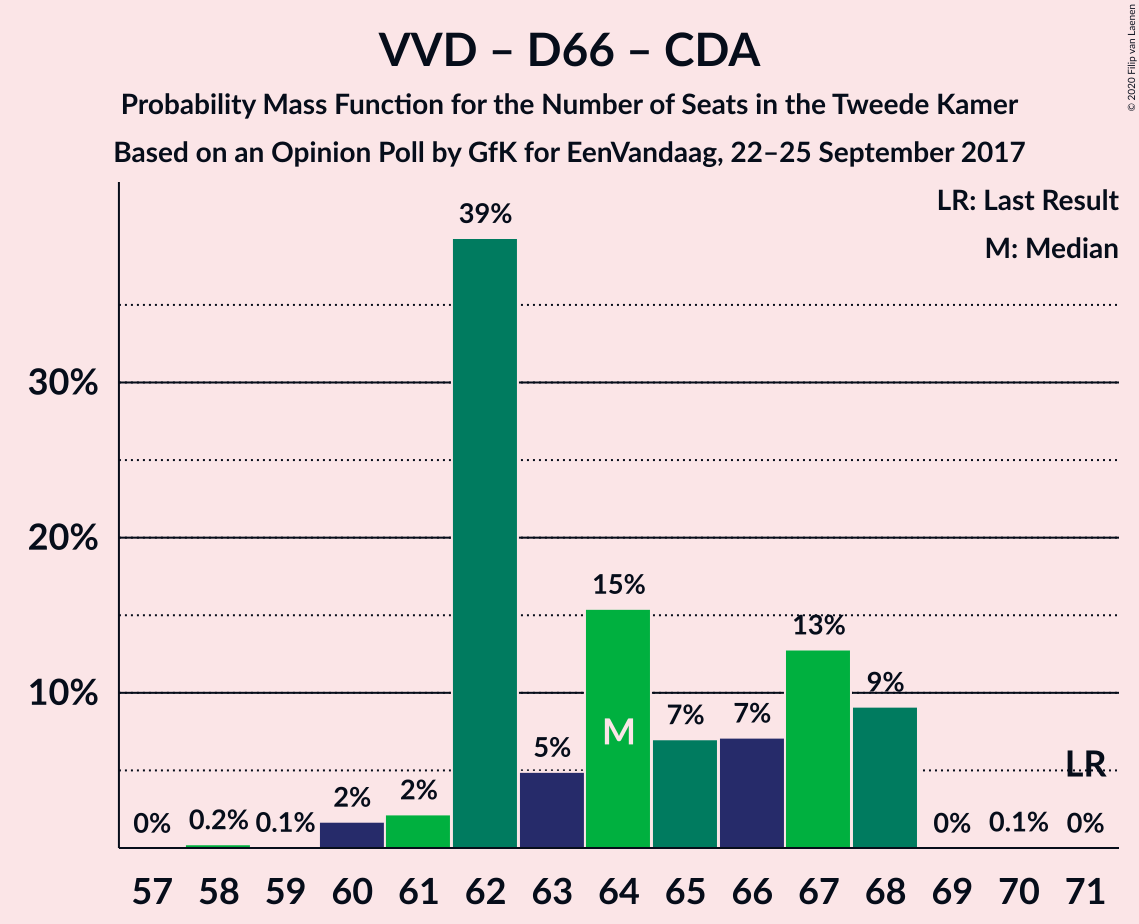 VVD – D66 – CDA
Probability Mass Function for the Number of Seats in the Tweede Kamer
Based on an Opinion Poll by GfK for EenVandaag, 22–25 September 2017
© 2020 Filip van Laenen
LR: Last Result
M: Median
39%
30%
20%
15%
13%
10%
9%
7%
7%
5%
M
LR
2%
2%
0%
0.2%
0.1%
0%
0.1%
0%
57 58 59 60 61 62 63 64 65 66 67 68 69 70 71